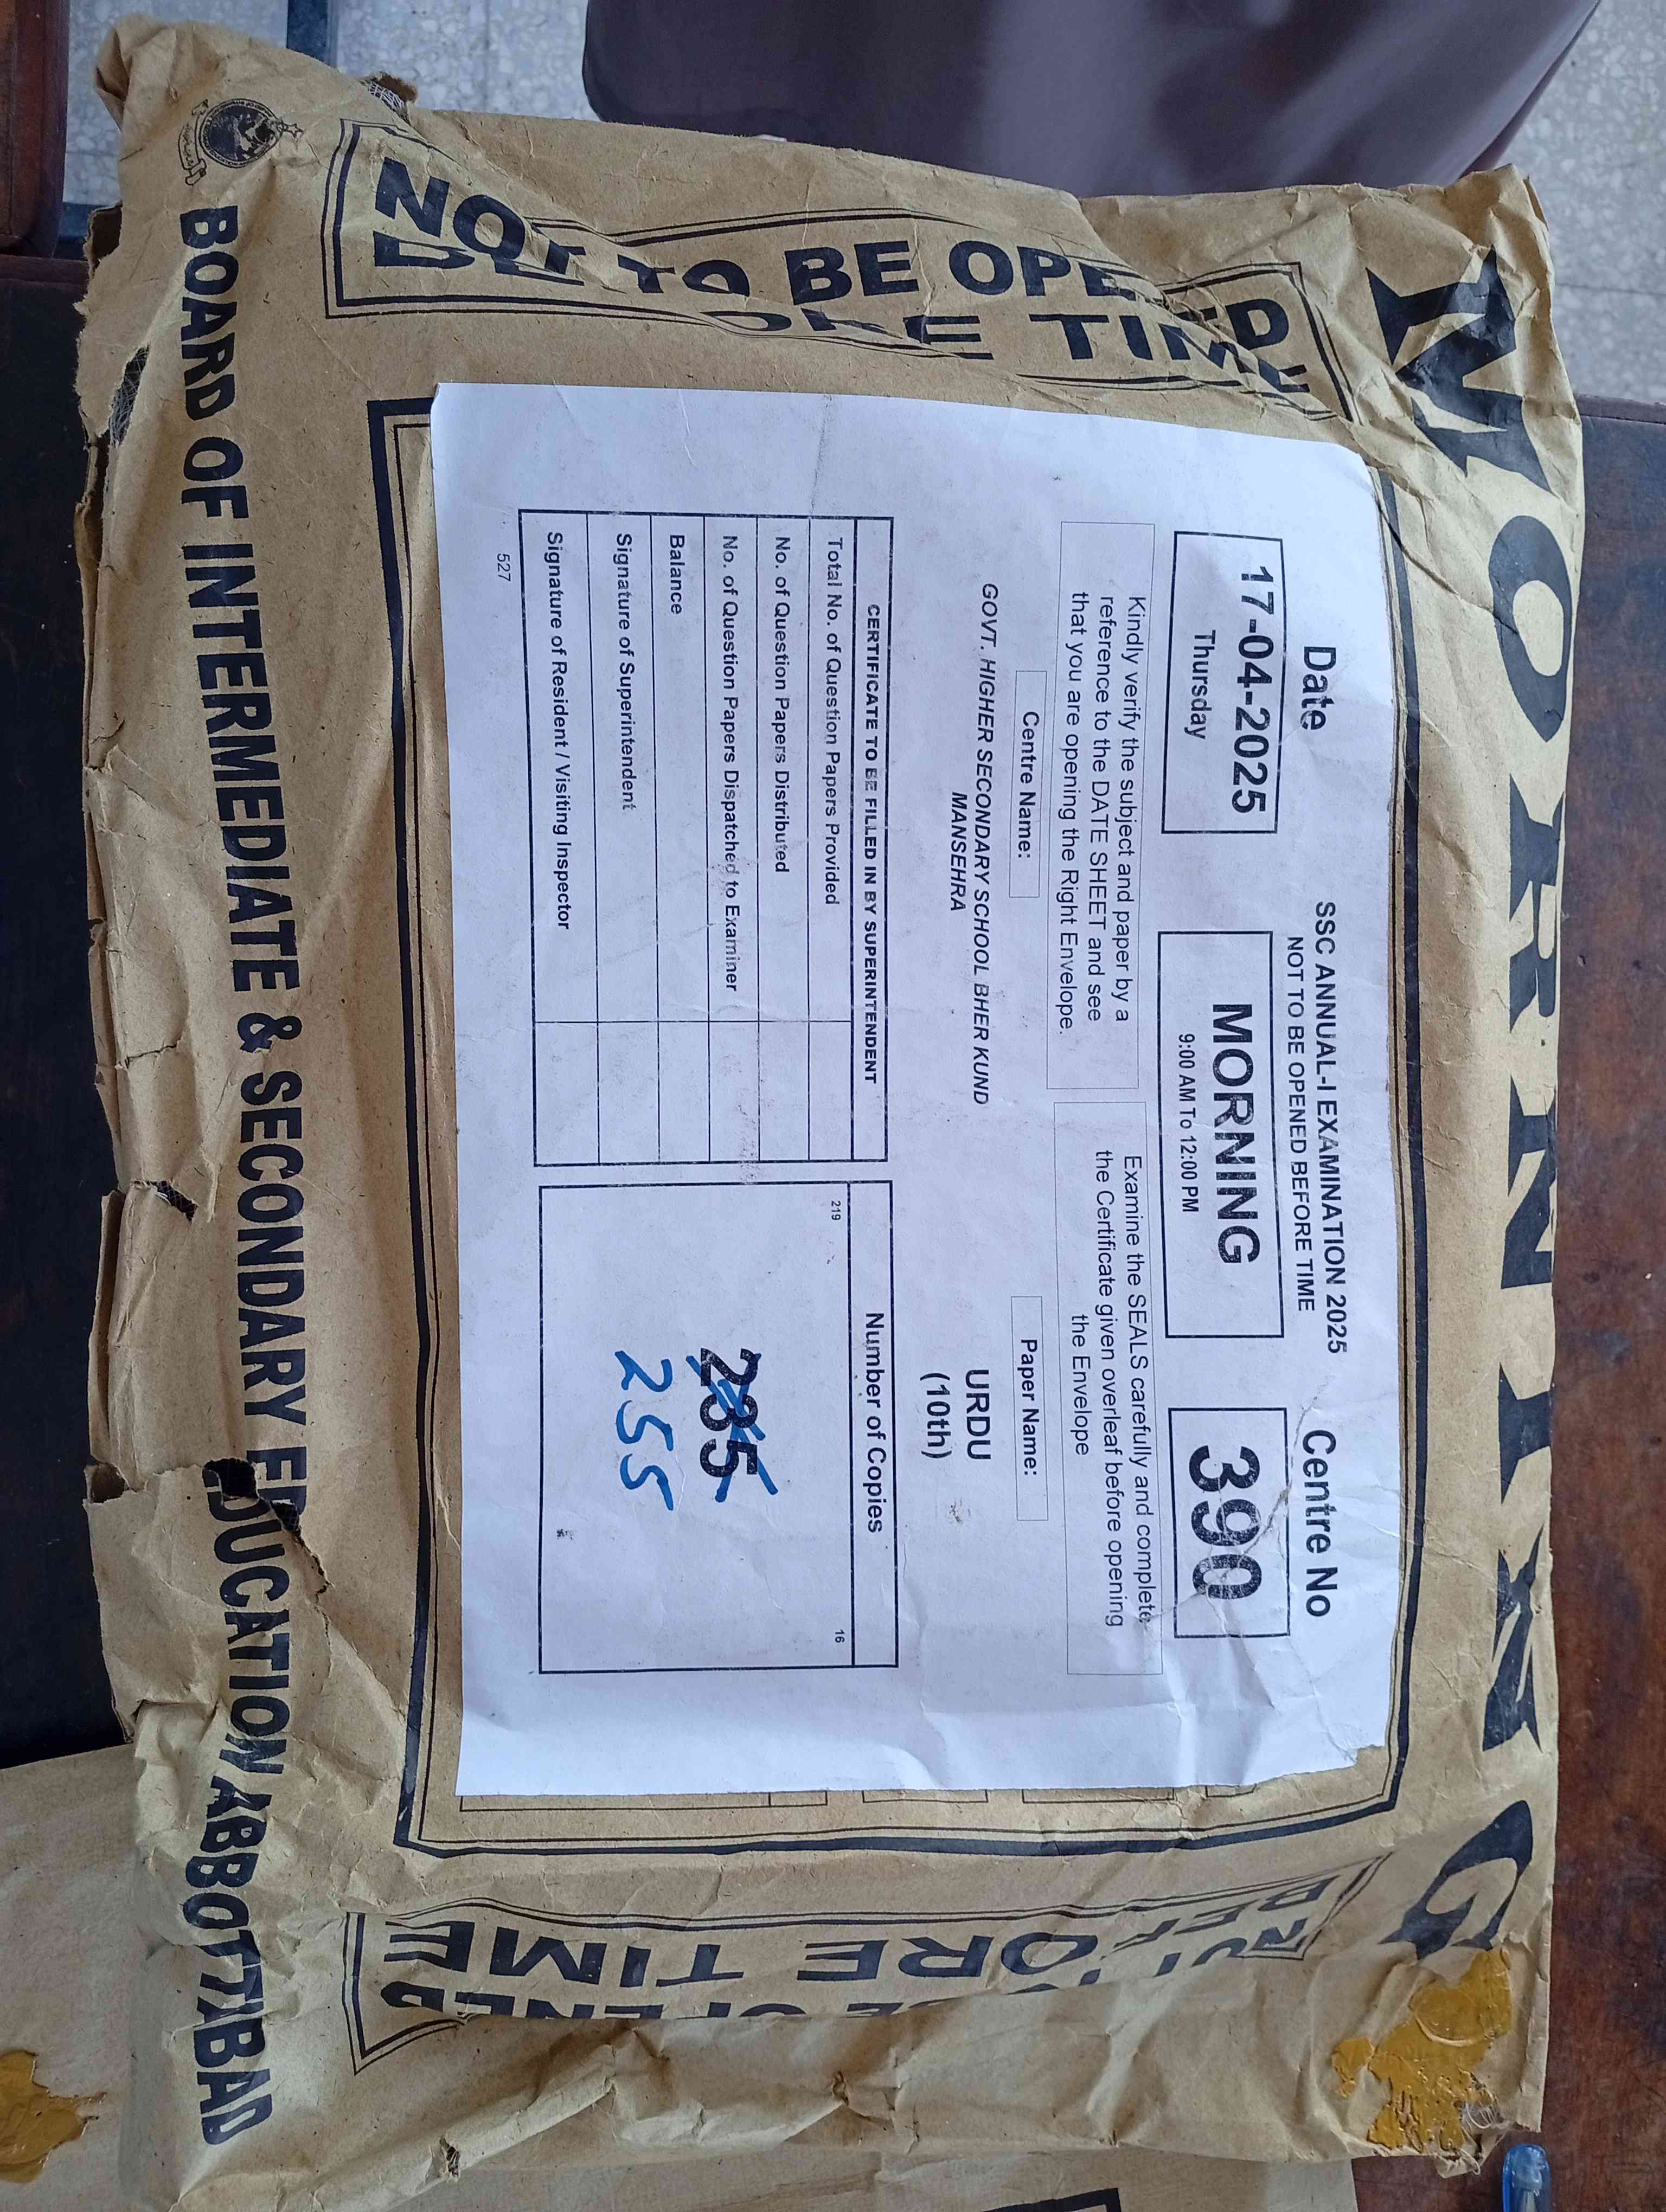 MORNING
NOT TO BE OPENED
BEFORE TIME
Date
17-04-2025
Thursday
SSC ANNUAL-I EXAMINATION 2025
NOT TO BE OPENED BEFORE TIME
MORNING
9:00 AM To 12:00 PM
Centre No
390
Kindly verify the subject and paper by a
reference to the DATE SHEET and see
that you are opening the Right Envelope.
Examine the SEALS carefully and complete
the Certificate given overleaf before opening
the Envelope
Centre Name:
GOVT. HIGHER SECONDARY SCHOOL BHER KUND
MANSEHRA
Paper Name:
URDU
(10th)
CERTIFICATE TO BE FILLED IN BY SUPERINTENDENT
Total No. of Question Papers Provided
No. of Question Papers Distributed
No. of Question Papers Dispatched to Examiner
Balance
Signature of Superintendent
Signature of Resident / Visiting Inspector
527
Number of Copies
219
16
235
255
NOT BE OPENED
BEFORE TIME
BOARD OF INTERMEDIATE & SECONDARY EDUCATION ABBOTTABAD